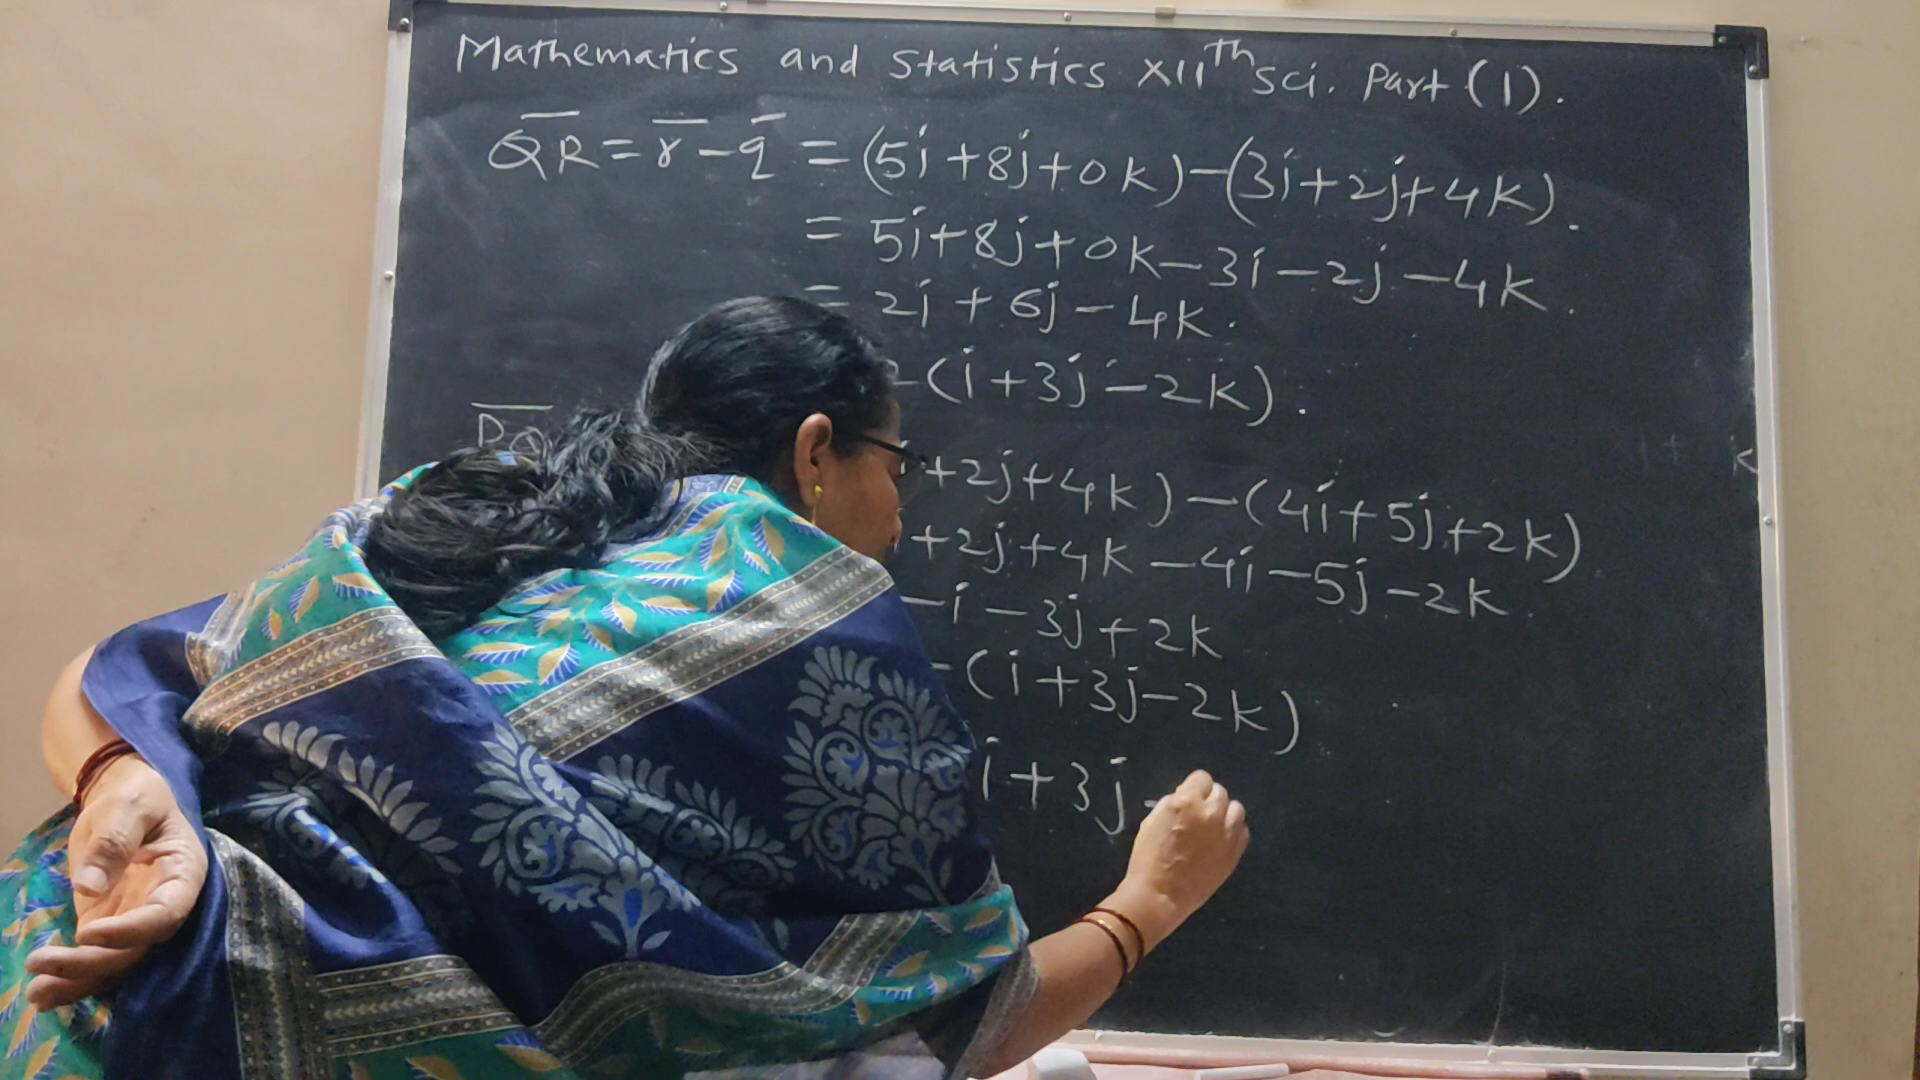 Mathematics and Statistics XIIth sci. Part (1).
QR = r - q = (5i+8j+0k)-(3i+2j+4k).
= 5i+8j+0k-3i-2j-4k.
= 2i + 6j - 4k.
-(i+3j-2k).
+2j+4k)-(4i+5j+2k)
+2j+4k-4i-5j-2k
-i-3j+2k
-(i+3j-2k)
i+3j-